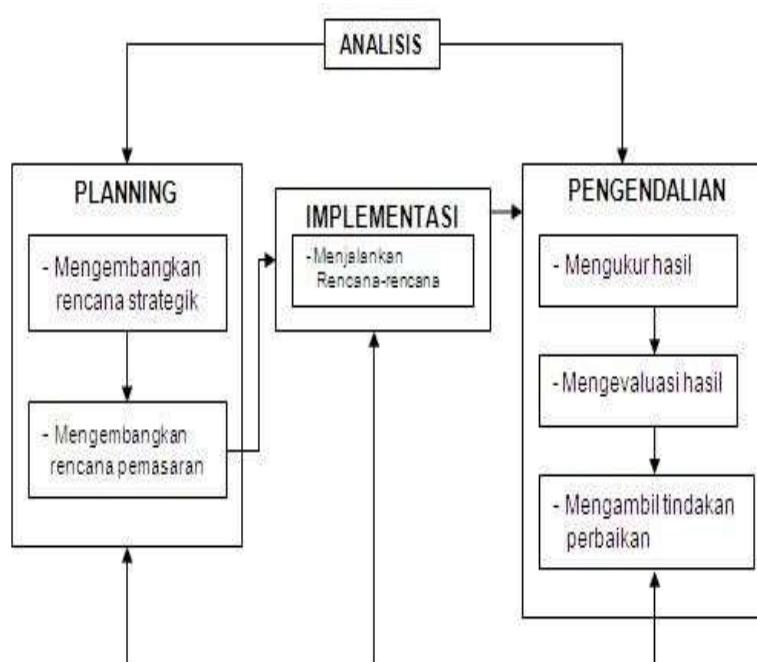 ANALISIS
PLANNING
- Mengembangkan
rencana strategik
- Mengembangkan
rencana pemasaran
IMPLEMENTASI
- Menjalankan
Rencana-rencana
PENGENDALIAN
- Mengukur hasil
- Mengevaluasi hasil
- Mengambil tindakan
perbaikan